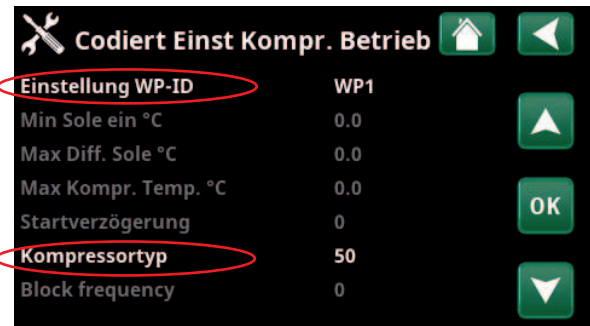 Codiert Einst Kompr. Betrieb
Einstellung WP-ID WP1
Min Sole ein °C 0.0
Max Diff. Sole °C 0.0
Max Kompr. Temp. °C 0.0
OK
Startverzögerung 0
Kompressortyp 50
Block frequency 0